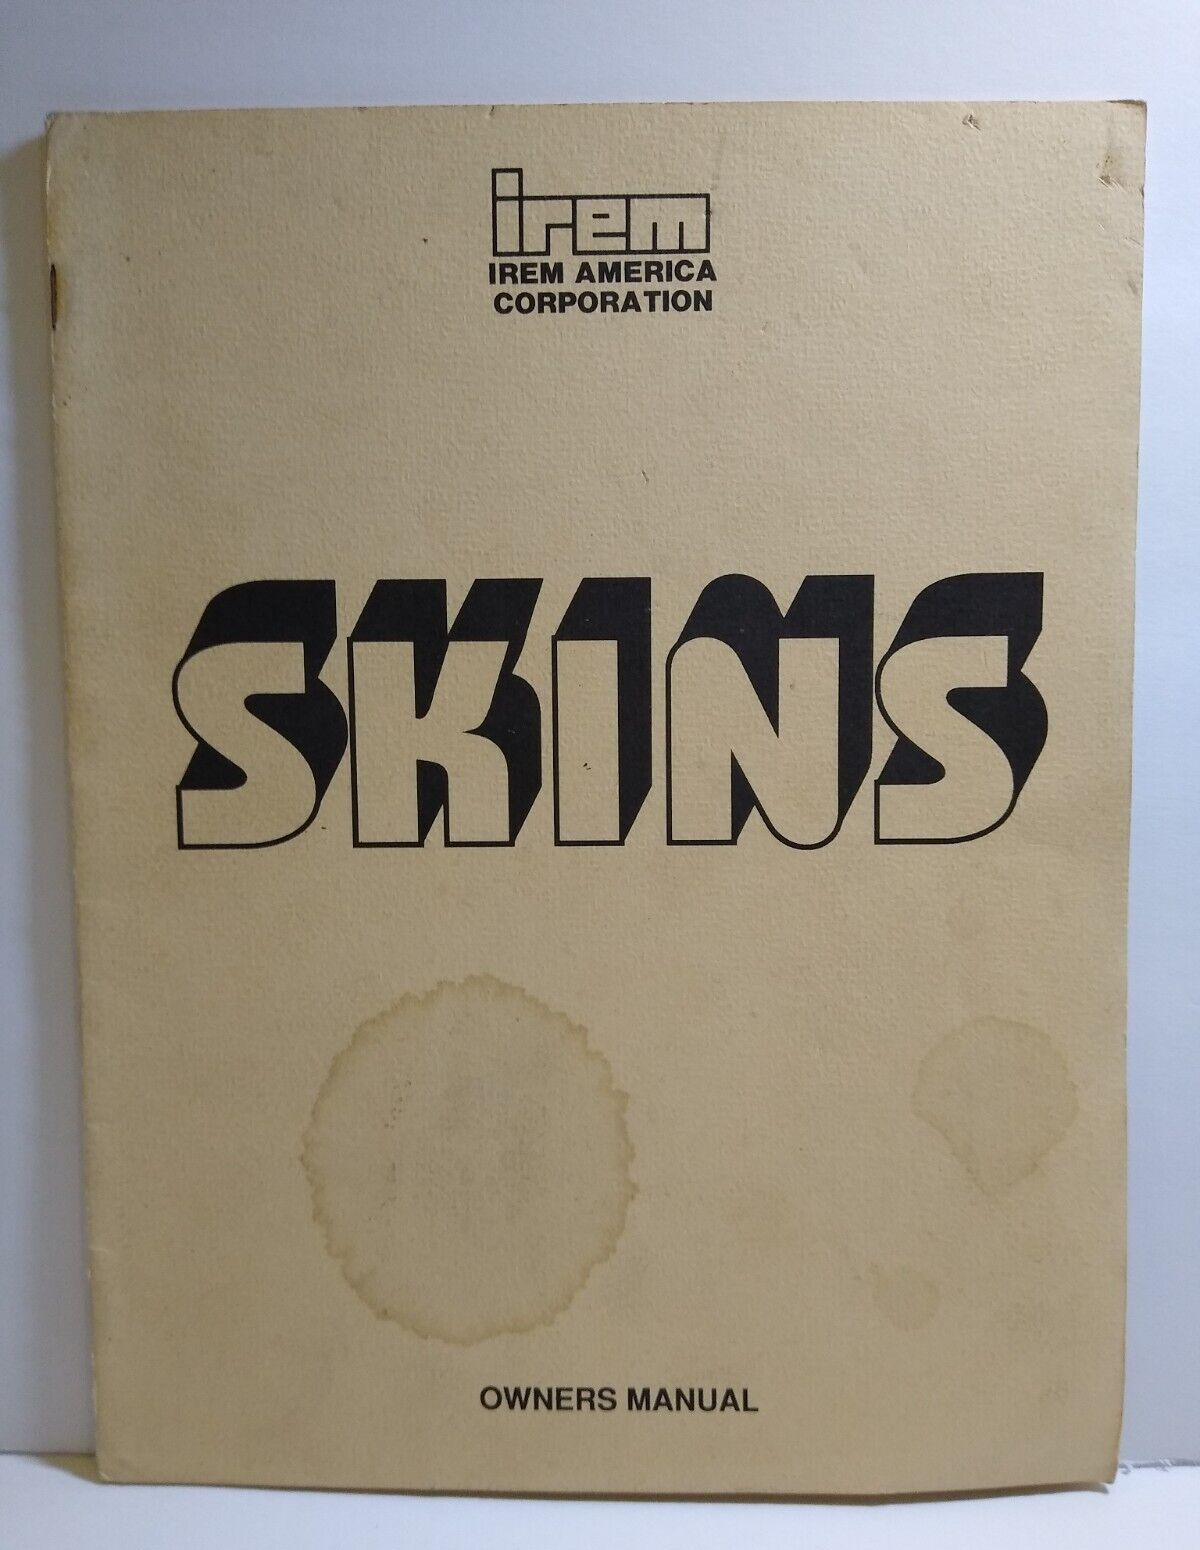 irem
IREM AMERICA
CORPORATION
SKINS
OWNERS MANUAL